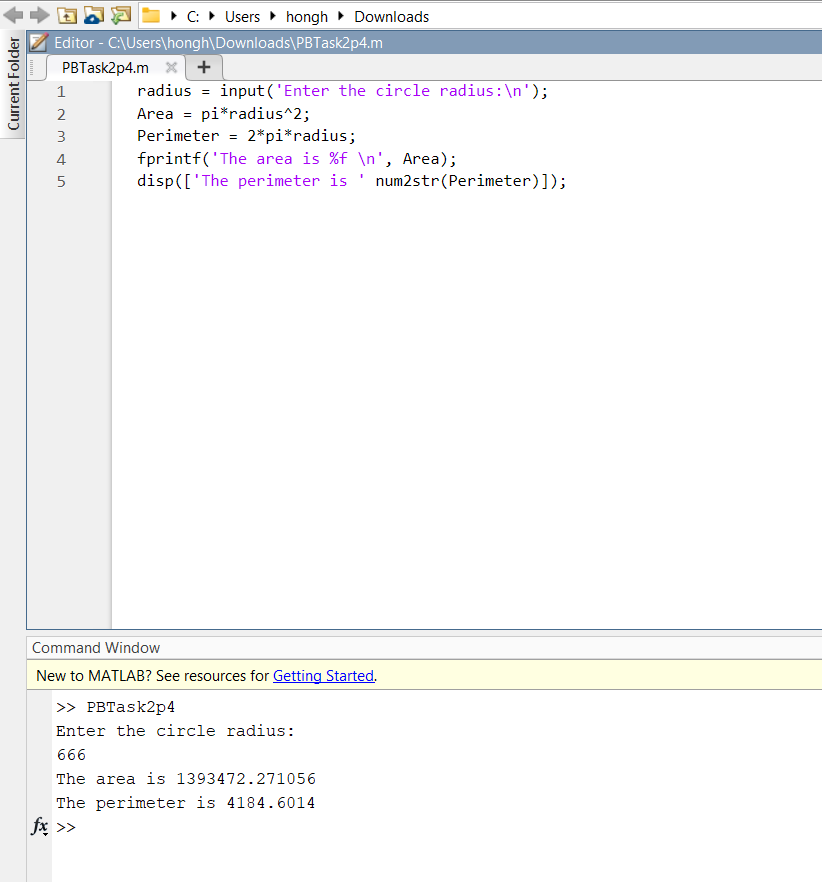 C: Users hongh Downloads
Current Folder
Editor - C:\Users\hongh\Downloads\PBTask2p4.m
PBTask2p4.m
1 radius = input('Enter the circle radius:\n');
2 Area = pi*radius^2;
3 Perimeter = 2*pi*radius;
4 fprintf('The area is %f \n', Area);
5 disp(['The perimeter is ' num2str(Perimeter)]);
Command Window
New to MATLAB? See resources for Getting Started.
>> PBTask2p4
Enter the circle radius:
666
The area is 1393472.271056
The perimeter is 4184.6014
fx >>